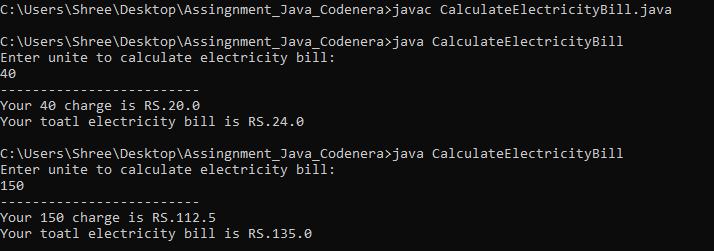 C:\Users\Shree\Desktop\Assingnment_Java_Codenera>javac CalculateElectricityBill.java
C:\Users\Shree\Desktop\Assingnment_Java_Codenera>java CalculateElectricityBill
Enter unite to calculate electricity bill:
40
-------------------------
Your 40 charge is RS.20.0
Your toatl electricity bill is RS.24.0
C:\Users\Shree\Desktop\Assingnment_Java_Codenera>java CalculateElectricityBill
Enter unite to calculate electricity bill:
150
-------------------------
Your 150 charge is RS.112.5
Your toatl electricity bill is RS.135.0